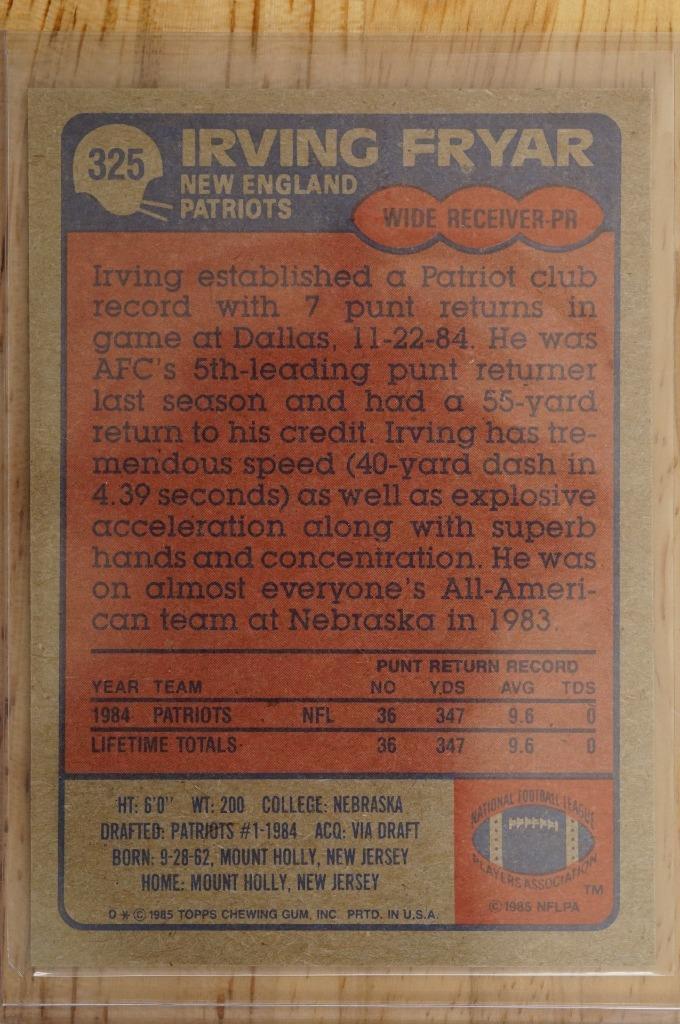 325
IRVING FRYAR
NEW ENGLAND
PATRIOTS
WIDE RECEIVER-PR
Irving established a Patriot club
record with 7 punt returns in
game at Dallas, 11-22-84. He was
AFC's 5th-leading punt returner
last season and had a 55-yard
return to his credit. Irving has tre-
mendous speed (40-yard dash in
4.39 seconds) as well as explosive
acceleration along with superb
hands and concentration. He was
on almost everyone's All-Ameri-
can team at Nebraska in 1983.
PUNT RETURN RECORD
YEAR TEAM NO YDS AVG TDS
1984 PATRIOTS NFL 36 347 9.6 0
LIFETIME TOTALS 36 347 9.6 0
HT: 6'0" WT: 200 COLLEGE: NEBRASKA
DRAFTED: PATRIOTS #1-1984 ACQ: VIA DRAFT
BORN: 9-28-62, MOUNT HOLLY, NEW JERSEY
HOME: MOUNT HOLLY, NEW JERSEY
D * © 1985 TOPPS CHEWING GUM, INC. PRTD. IN U.S.A.
NATIONAL FOOTBALL LEAGUE
PLAYERS ASSOCIATION
TM
© 1985 NFLPA